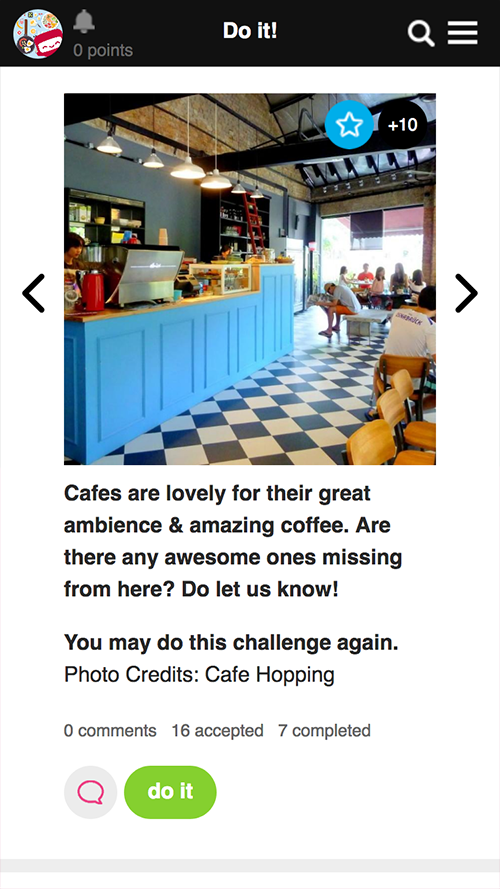 Do it!
0 points
+10
Cafes are lovely for their great
ambience & amazing coffee. Are
there any awesome ones missing
from here? Do let us know!
You may do this challenge again.
Photo Credits: Cafe Hopping
0 comments 16 accepted 7 completed
do it